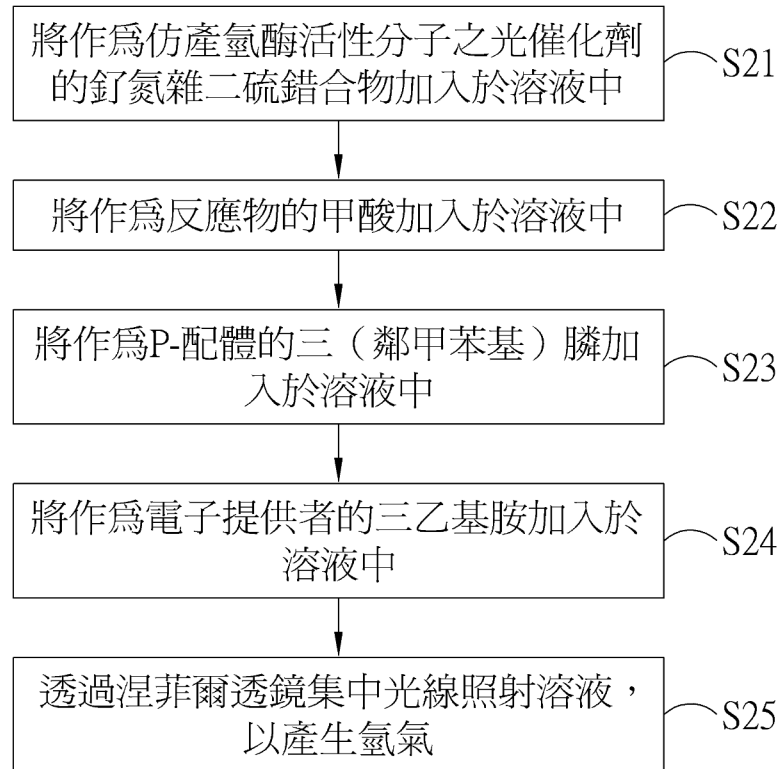 將作爲仿產氫酶活性分子之光催化劑
的釕氮雜二硫錯合物加入於溶液中
S21
將作爲反應物的甲酸加入於溶液中
S22
將作爲P-配體的三（鄰甲苯基）膦加
入於溶液中
S23
將作爲電子提供者的三乙基胺加入於
溶液中
S24
透過涅菲爾透鏡集中光線照射溶液，
以產生氫氣
S25